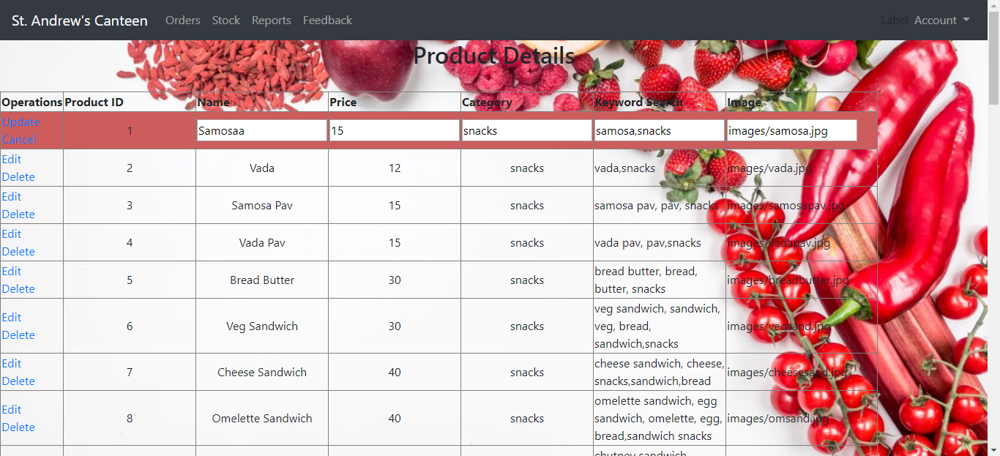 St. Andrew's Canteen Orders Stock Reports Feedback Label Account
Product Details
Operations Product ID Name Price Category Keyword Search Image
Update
Cancel
1 Samosaa 15 snacks samosa,snacks images/samosa.jpg
Edit
Delete
2 Vada 12 snacks vada,snacks images/vada.jpg
Edit
Delete
3 Samosa Pav 15 snacks samosa pav, pav, snacks images/samosapav.jpg
Edit
Delete
4 Vada Pav 15 snacks vada pav, pav,snacks images/vadapav.jpg
Edit
Delete
5 Bread Butter 30 snacks bread butter, bread,
butter, snacks
images/breadbutter.jpg
Edit
Delete
6 Veg Sandwich 30 snacks veg sandwich, sandwich,
veg, bread,
sandwich,snacks
images/vegsand.jpg
Edit
Delete
7 Cheese Sandwich 40 snacks cheese sandwich, cheese,
snacks,sandwich,bread
images/cheesesand.jpg
Edit
Delete
8 Omelette Sandwich 40 snacks omelette sandwich, egg
sandwich, omelette, egg,
bread,sandwich snacks
images/omsand.jpg
chutney sandwich,